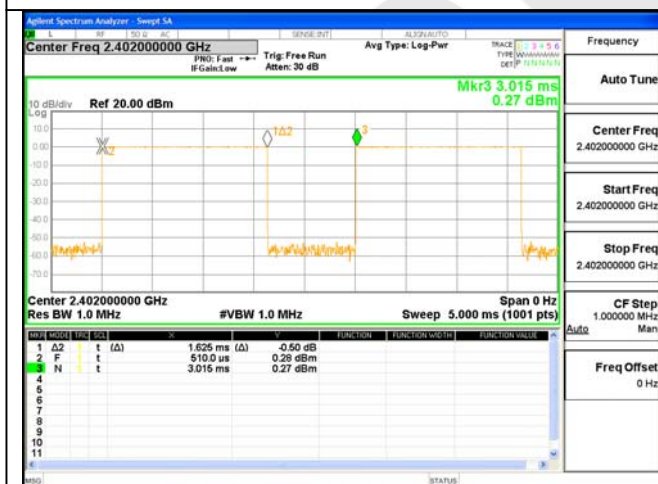 Agilent Spectrum Analyzer - Swept SA
L RF 50 Ω AC SENSE:INT ALIGN AUTO
Center Freq 2.402000000 GHz
PNO: Fast
IFGain:Low
Trig: Free Run
Atten: 30 dB
Avg Type: Log-Pwr
TRACE 1 2 3 4 5 6
TYPE
DET P N N N N N
Mkr3 3.015 ms
0.27 dBm
10 dB/div Ref 20.00 dBm
Log
10.0
0.00
-10.0
-20.0
-30.0
-40.0
-50.0
-60.0
-70.0
2
1Δ2
3
Center 2.402000000 GHz Span 0 Hz
Res BW 1.0 MHz #VBW 1.0 MHz Sweep 5.000 ms (1001 pts)
MKR MODE TRC SCL X Y FUNCTION FUNCTION WIDTH FUNCTION VALUE
1 Δ2 1 t (Δ) 1.625 ms (Δ) -0.50 dB
2 F 1 t 510.0 µs 0.28 dBm
3 N 1 t 3.015 ms 0.27 dBm
4
5
6
7
8
9
10
11
MSG STATUS
Frequency
Auto Tune
Center Freq
2.402000000 GHz
Start Freq
2.402000000 GHz
Stop Freq
2.402000000 GHz
CF Step
1.000000 MHz
Auto Man
Freq Offset
0 Hz